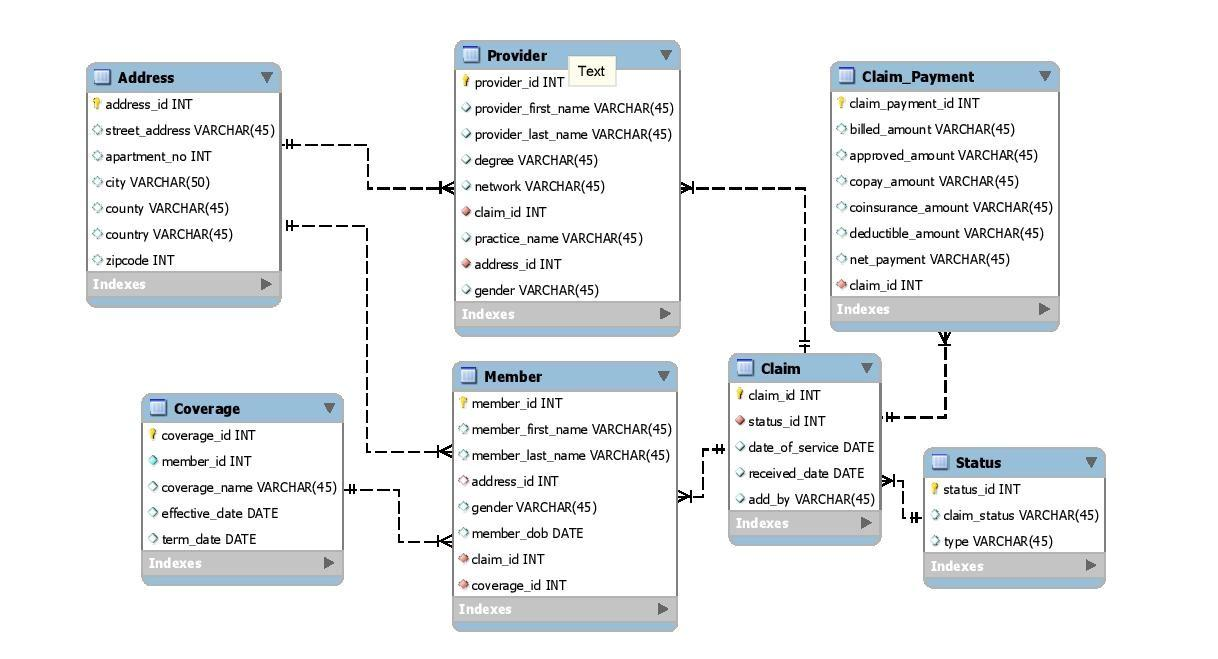 Address
address_id INT
street_address VARCHAR(45)
apartment_no INT
city VARCHAR(50)
county VARCHAR(45)
country VARCHAR(45)
zipcode INT
Indexes
Provider
Text
provider_id INT
provider_first_name VARCHAR(45)
provider_last_name VARCHAR(45)
degree VARCHAR(45)
network VARCHAR(45)
claim_id INT
practice_name VARCHAR(45)
address_id INT
gender VARCHAR(45)
Indexes
Claim_Payment
claim_payment_id INT
billed_amount VARCHAR(45)
approved_amount VARCHAR(45)
copay_amount VARCHAR(45)
coinsurance_amount VARCHAR(45)
deductible_amount VARCHAR(45)
net_payment VARCHAR(45)
claim_id INT
Indexes
Coverage
coverage_id INT
member_id INT
coverage_name VARCHAR(45)
effective_date DATE
term_date DATE
Indexes
Member
member_id INT
member_first_name VARCHAR(45)
member_last_name VARCHAR(45)
address_id INT
gender VARCHAR(45)
member_dob DATE
claim_id INT
coverage_id INT
Indexes
Claim
claim_id INT
status_id INT
date_of_service DATE
received_date DATE
add_by VARCHAR(45)
Indexes
Status
status_id INT
claim_status VARCHAR(45)
type VARCHAR(45)
Indexes